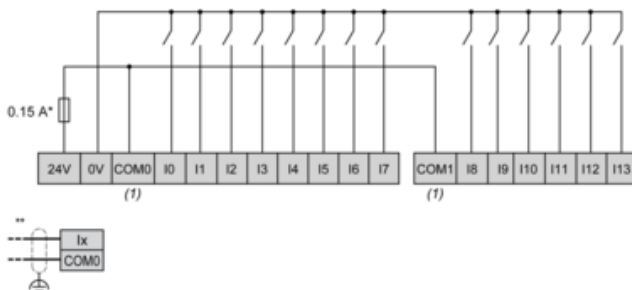 0.15 A*
24V 0V COM0 I0 I1 I2 I3 I4 I5 I6 I7 COM1 I8 I9 I10 I11 I12 I13
(1) (1)
**
Ix
COM0